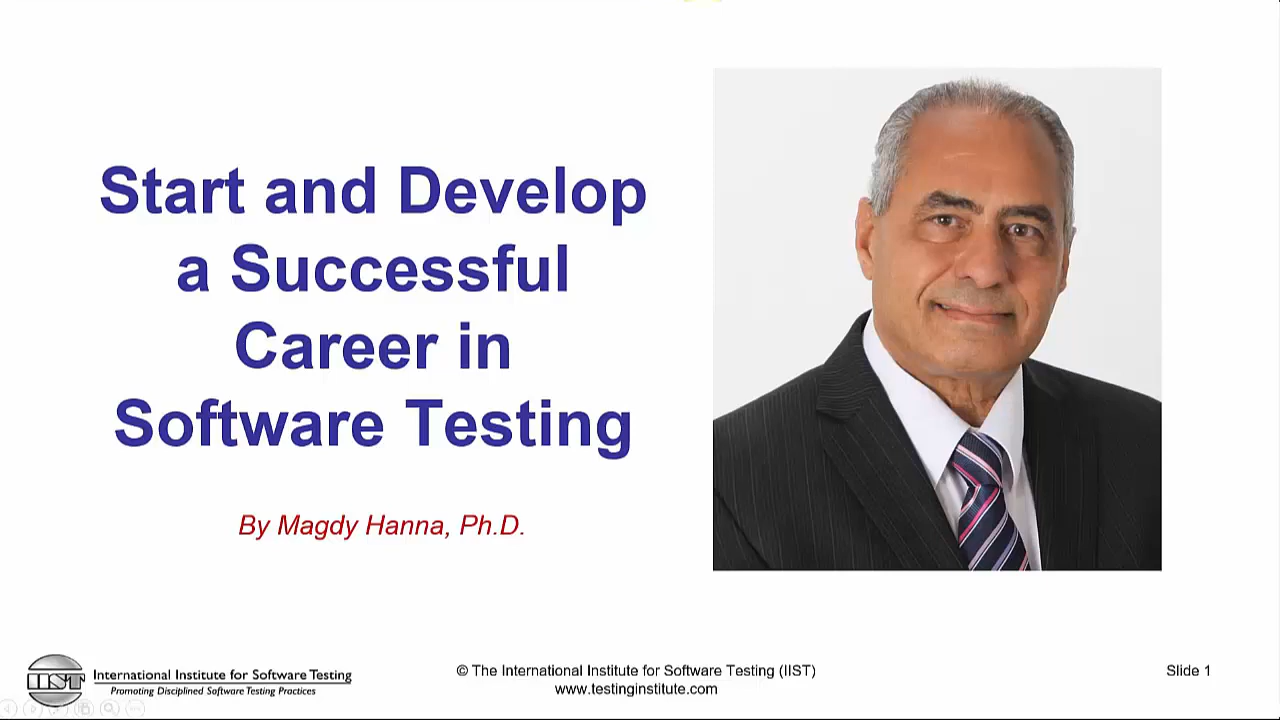 Start and Develop
a Successful
Career in
Software Testing
By Magdy Hanna, Ph.D.
IIST
International Institute for Software Testing
Promoting Disciplined Software Testing Practices
© The International Institute for Software Testing (IIST)
www.testinginstitute.com
Slide 1